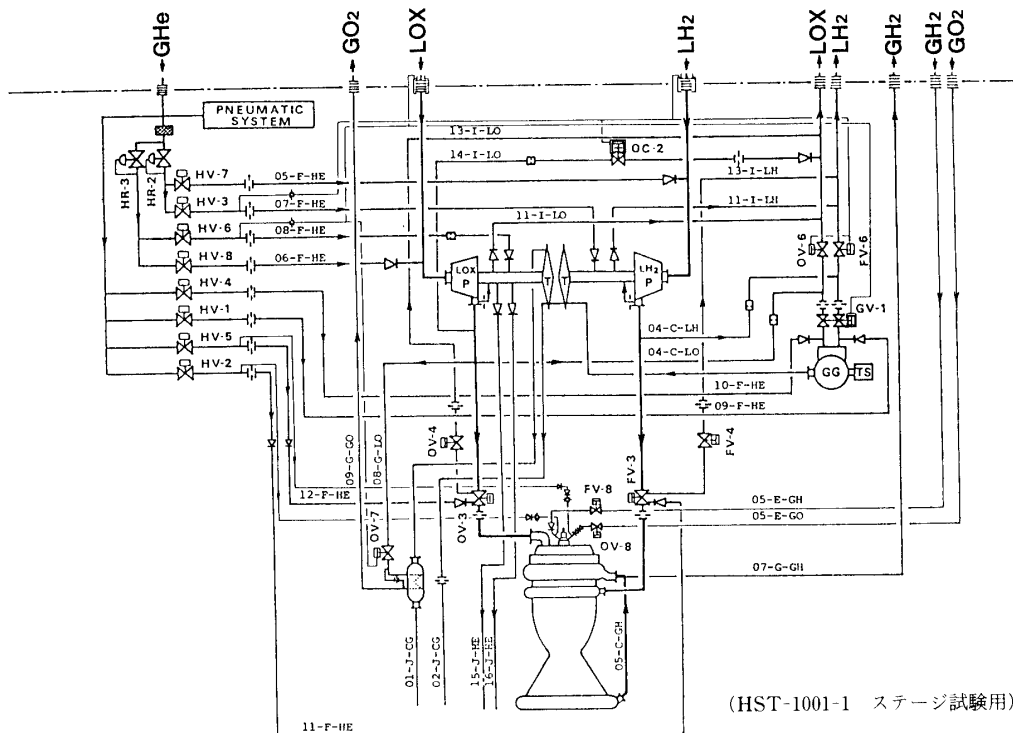 GHe
GO2
LOX
LH2
LOX
LH2
GH2
GH2
GO2
PNEUMATIC
SYSTEM
13-I-LO
14-I-LO
OC-2
13-I-LH
HR-3
HR-2
HV-7
05-F-HE
HV-3
07-F-HE
11-I-LO
11-I-LH
HV-6
08-F-HE
HV-8
06-F-HE
OV-6
FV-6
LOX
P
T
T
LH2
P
HV-4
HV-1
HV-5
HV-2
04-C-LH
04-C-LO
GV-1
GG
TS
10-F-HE
09-F-HE
09-G-GO
08-G-LO
OV-4
FV-4
12-F-HE
OV-3
FV-3
FV-8
05-E-GH
05-E-GO
OV-8
OV-7
07-G-GH
01-J-CG
02-J-CG
15-J-HE
16-J-HE
05-C-GH
11-F-HE
(HST-1001-1 ステージ試験用)